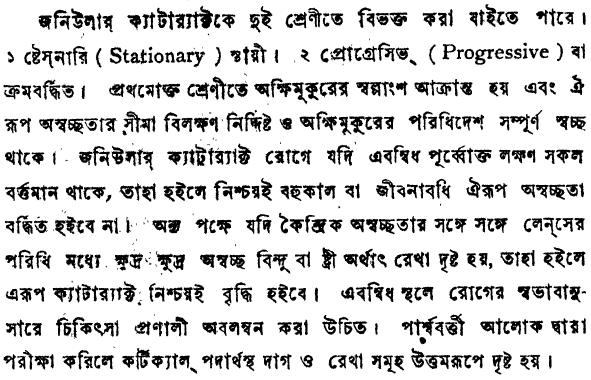 জনিউলার্ ক্যাটার‍্যাক্টকে দুই শ্রেণীতে বিভক্ত করা যাইতে পারে।
১ ষ্টেস্‌নারি ( Stationary ) স্থায়ী। ২ প্রোগ্রেসিভ্ ( Progressive ) বা
ক্রমবর্দ্ধিত। প্রথমোক্ত শ্রেণীতে অক্ষিমুকুরের স্বল্পাংশ আক্রান্ত হয় এবং ঐ
রূপ অস্বচ্ছতার সীমা বিলক্ষণ নির্দ্দিষ্ট ও অক্ষিমুকুরের পরিধিদেশ সম্পূর্ণ স্বচ্ছ
থাকে। জনিউলার্ ক্যাটার‍্যাক্ট রোগে যদি এবম্বিধ পূর্ব্বোক্ত লক্ষণ সকল
বর্ত্তমান থাকে, তাহা হইলে নিশ্চয়ই বহুকাল বা জীবনাবধি ঐরূপ অস্বচ্ছতা
বর্দ্ধিত হইবে না। অন্য পক্ষে যদি কৈন্দ্রিক অস্বচ্ছতার সঙ্গে সঙ্গে লেন্‌সের
পরিধি মধ্যে ক্ষুদ্র ক্ষুদ্র অস্বচ্ছ বিন্দু বা ষ্ট্রী অর্থাৎ রেখা দৃষ্ট হয়, তাহা হইলে
এরূপ ক্যাটার‍্যাক্ট নিশ্চয়ই বৃদ্ধি হইবে। এবম্বিধ স্থলে রোগের স্বভাবানু-
সারে চিকিৎসা প্রণালী অবলম্বন করা উচিত। পার্শ্ববর্ত্তী আলোক দ্বারা
পরীক্ষা করিলে কর্টিক্যাল্ পদার্থস্থ দাগ ও রেখা সমূহ উত্তমরূপে দৃষ্ট হয়।